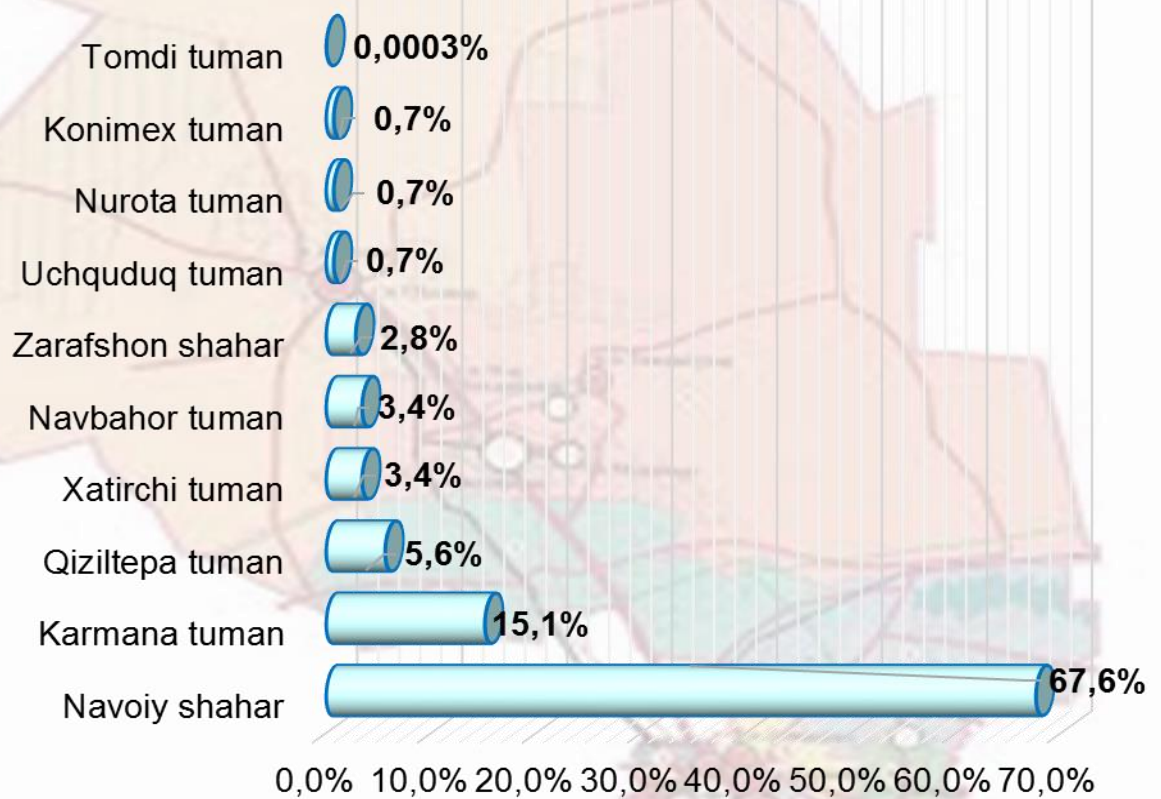 Tomdi tuman 0,0003%
Konimex tuman 0,7%
Nurota tuman 0,7%
Uchquduq tuman 0,7%
Zarafshon shahar 2,8%
Navbahor tuman 3,4%
Xatirchi tuman 3,4%
Qiziltepa tuman 5,6%
Karmana tuman 15,1%
Navoiy shahar 67,6%
0,0% 10,0% 20,0% 30,0% 40,0% 50,0% 60,0% 70,0%